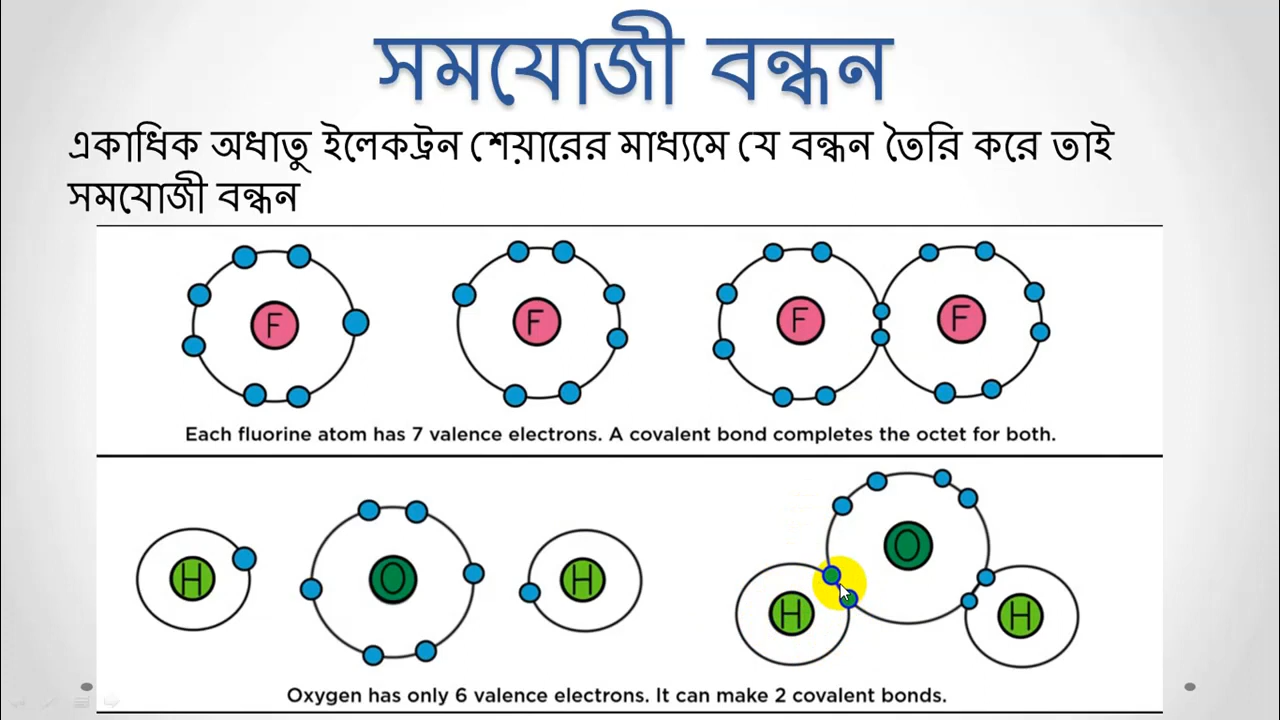 সমযোজী বন্ধন
একাধিক অধাতু ইলেকট্রন শেয়ারের মাধ্যমে যে বন্ধন তৈরি করে তাই
সমযোজী বন্ধন
F F F F
Each fluorine atom has 7 valence electrons. A covalent bond completes the octet for both.
H O H H O H
Oxygen has only 6 valence electrons. It can make 2 covalent bonds.